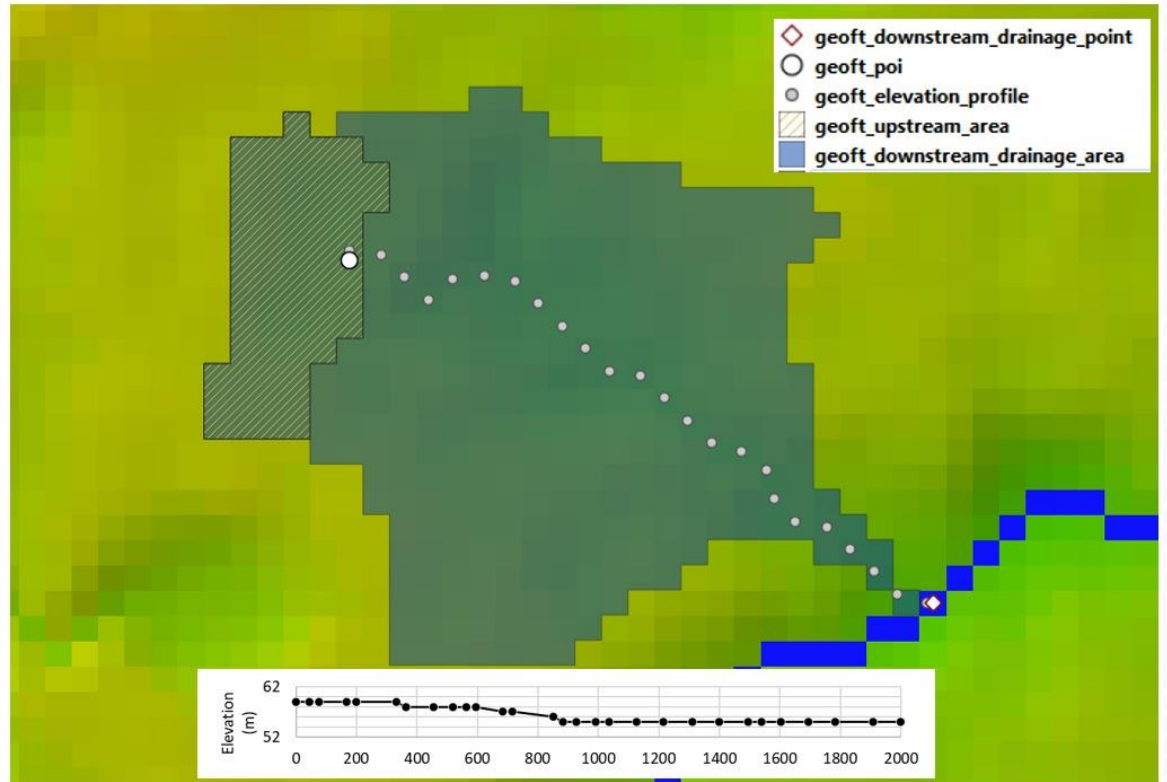 geoft_downstream_drainage_point
geoft_poi
geoft_elevation_profile
geoft_upstream_area
geoft_downstream_drainage_area
Elevation
(m)
62
52
0 200 400 600 800 1000 1200 1400 1600 1800 2000